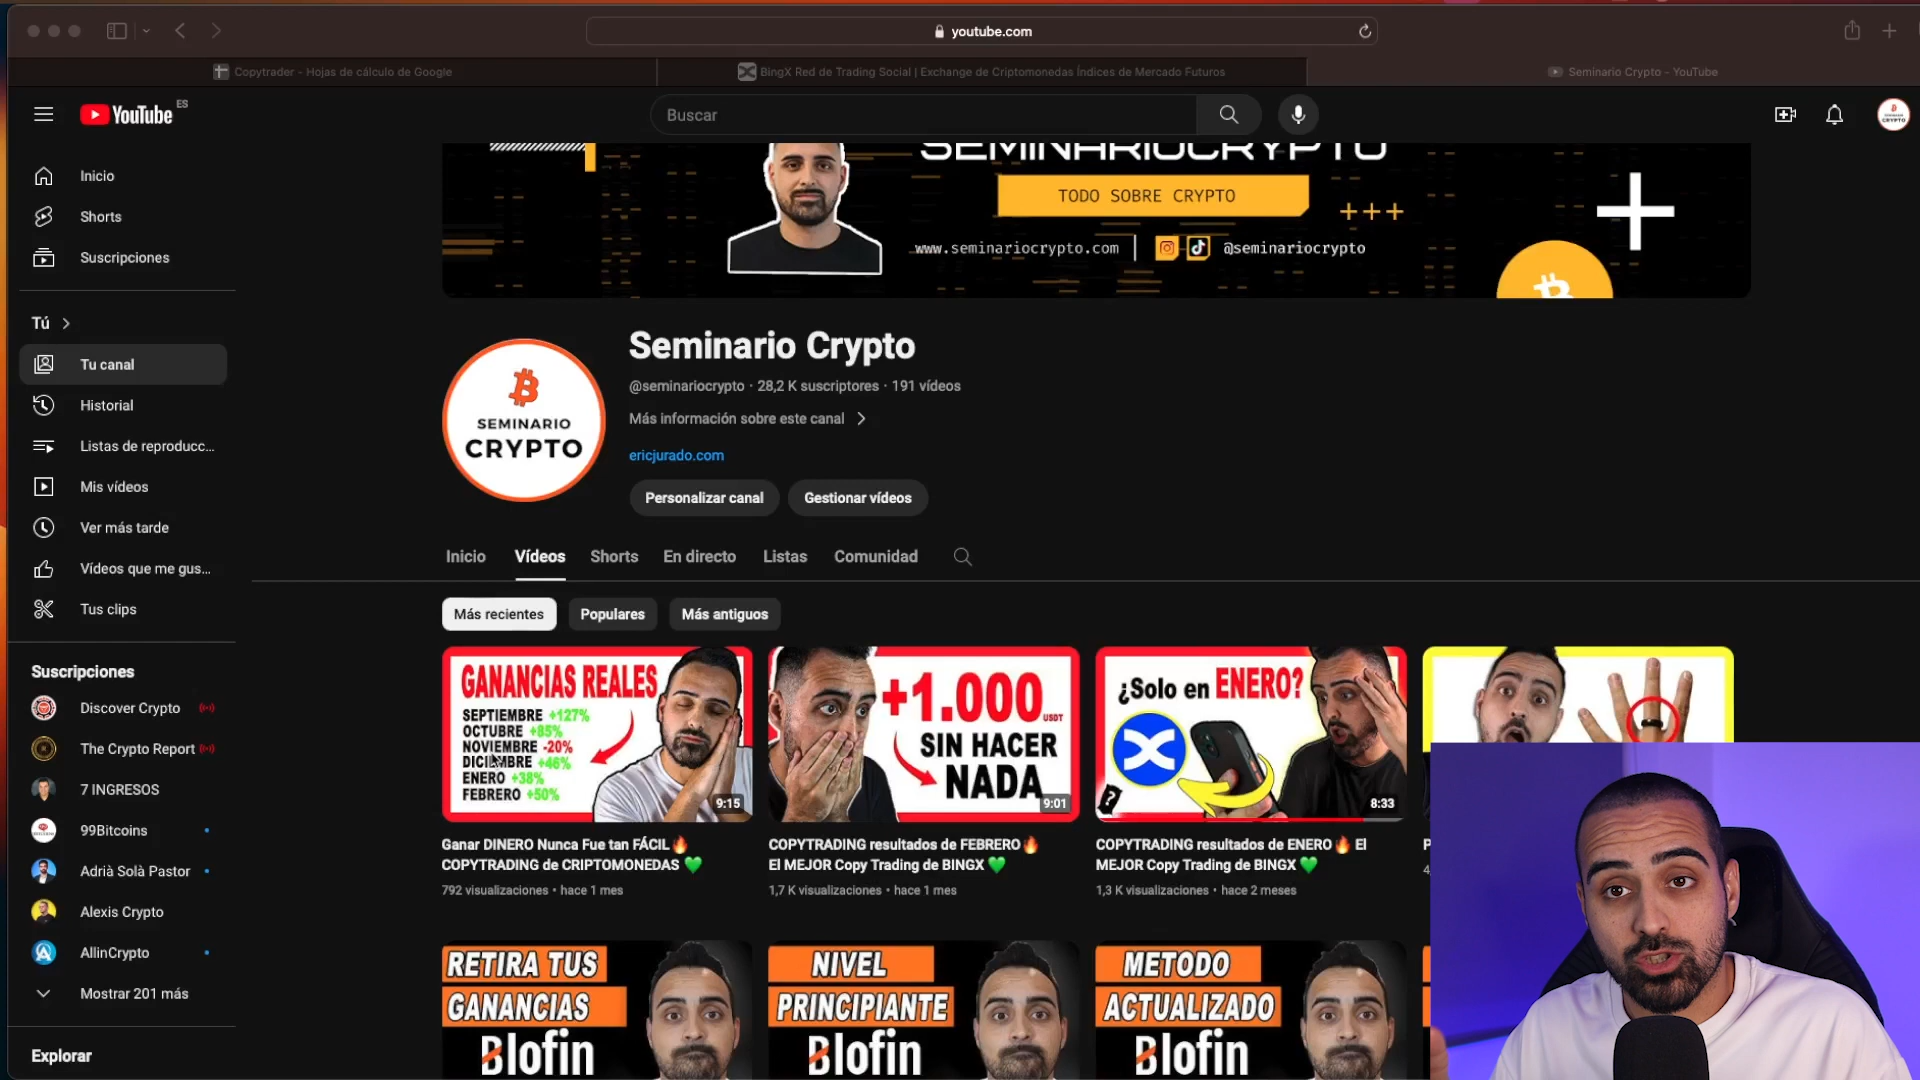 youtube.com
Copytrader - Hojas de cálculo de Google
BingX Red de Trading Social | Exchange de Criptomonedas Índices de Mercado Futuros
Seminario Crypto - YouTube
YouTube ES
Buscar
SEMINARIOCRYPTO
TODO SOBRE CRYPTO
+++
www.seminariocrypto.com | @seminariocrypto
Inicio
Shorts
Suscripciones
Tú
Tu canal
Historial
Listas de reproducc...
Mis vídeos
Ver más tarde
Vídeos que me gus...
Tus clips
Suscripciones
Discover Crypto
The Crypto Report
7 INGRESOS
99Bitcoins
Adrià Solà Pastor
Alexis Crypto
AllinCrypto
Mostrar 201 más
Explorar
SEMINARIO
CRYPTO
Seminario Crypto
@seminariocrypto · 28,2 K suscriptores · 191 vídeos
Más información sobre este canal
ericjurado.com
Personalizar canal
Gestionar vídeos
Inicio
Vídeos
Shorts
En directo
Listas
Comunidad
Más recientes
Populares
Más antiguos
GANANCIAS REALES
SEPTIEMBRE +127%
OCTUBRE +85%
NOVIEMBRE -20%
DICIEMBRE +46%
ENERO +38%
FEBRERO +50%
9:15
Ganar DINERO Nunca Fue tan FÁCIL🔥
COPYTRADING de CRIPTOMONEDAS 💚
792 visualizaciones · hace 1 mes
+1.000 USDT
SIN HACER
NADA
9:01
COPYTRADING resultados de FEBRERO🔥
El MEJOR Copy Trading de BINGX 💚
1,7 K visualizaciones · hace 1 mes
¿Solo en ENERO?
?
8:33
COPYTRADING resultados de ENERO🔥 El
MEJOR Copy Trading de BINGX 💚
1,3 K visualizaciones · hace 2 meses
RETIRA TUS
GANANCIAS
Blofin
NIVEL
PRINCIPIANTE
Blofin
METODO
ACTUALIZADO
Blofin